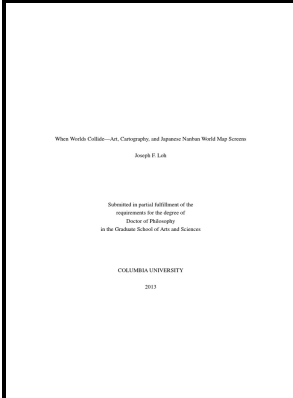 When Worlds Collide—Art, Cartography, and Japanese Nanban World Map Screens
Joseph F. Loh
Submitted in partial fulfillment of the
requirements for the degree of
Doctor of Philosophy
in the Graduate School of Arts and Sciences
COLUMBIA UNIVERSITY
2013